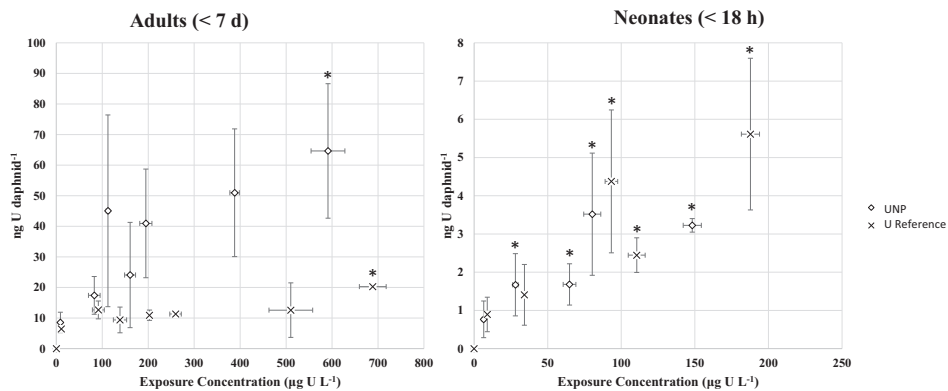 Adults (< 7 d)
Neonates (< 18 h)
ng U daphnid-1
100
90
80
70
60
50
40
30
20
10
0
*
*
0 100 200 300 400 500 600 700 800
Exposure Concentration (µg U L-1)
ng U daphnid-1
8
7
6
5
4
3
2
1
0
*
*
*
*
*
*
*
0 50 100 150 200 250
Exposure Concentration (µg U L-1)
UNP
U Reference